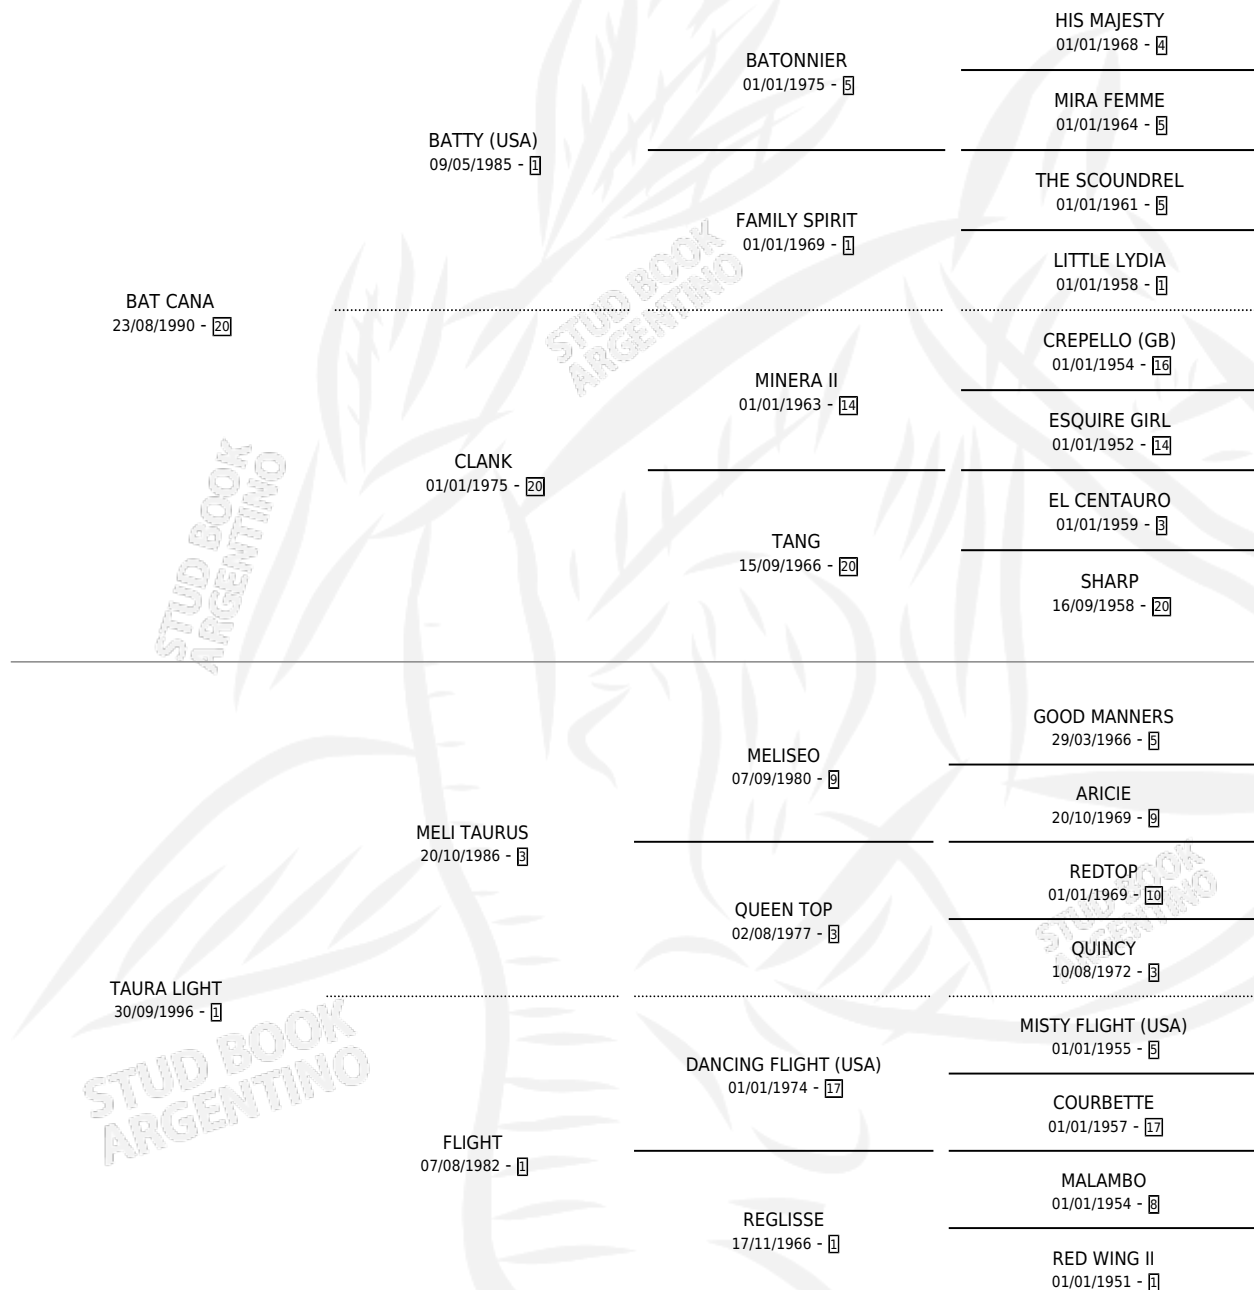 HIS MAJESTY
01/01/1968 - 4
BATONNIER
01/01/1975 - 5
MIRA FEMME
01/01/1964 - 5
BATTY (USA)
09/05/1985 - 1
THE SCOUNDREL
01/01/1961 - 5
FAMILY SPIRIT
01/01/1969 - 1
LITTLE LYDIA
01/01/1958 - 1
BAT CANA
23/08/1990 - 20
CREPELLO (GB)
01/01/1954 - 16
MINERA II
01/01/1963 - 14
ESQUIRE GIRL
01/01/1952 - 14
CLANK
01/01/1975 - 20
EL CENTAURO
01/01/1959 - 3
TANG
15/09/1966 - 20
SHARP
16/09/1958 - 20
GOOD MANNERS
29/03/1966 - 5
MELISEO
07/09/1980 - 9
ARICIE
20/10/1969 - 9
MELI TAURUS
20/10/1986 - 3
REDTOP
01/01/1969 - 10
QUEEN TOP
02/08/1977 - 3
QUINCY
10/08/1972 - 3
TAURA LIGHT
30/09/1996 - 1
MISTY FLIGHT (USA)
01/01/1955 - 5
DANCING FLIGHT (USA)
01/01/1974 - 17
COURBETTE
01/01/1957 - 17
FLIGHT
07/08/1982 - 1
MALAMBO
01/01/1954 - 8
REGLISSE
17/11/1966 - 1
RED WING II
01/01/1951 - 1
STUD BOOK
ARGENTINO
STUD BOOK
ARGENTINO
STUD BOOK
ARGENTINO
STUD BOOK
ARGENTINO